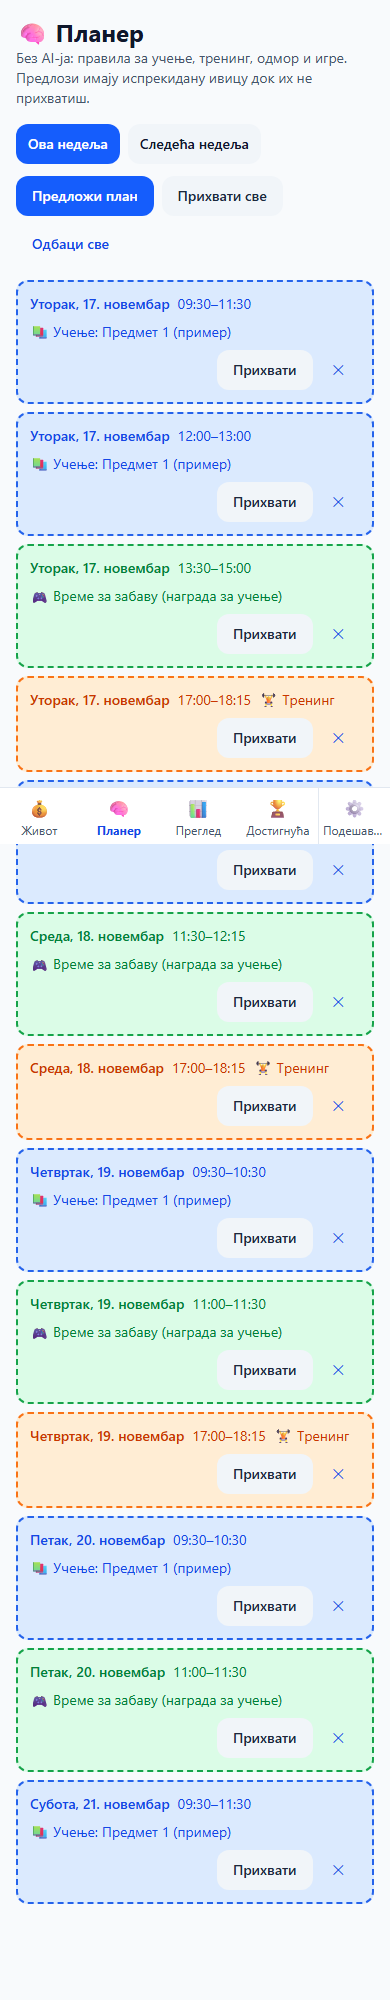 🧠 Планер
Без AI-ја: правила за учење, тренинг, одмор и игре.
Предлози имају испрекидану ивицу док их не
прихватиш.
Ова недеља
Следећа недеља
Предложи план
Прихвати све
Одбаци све
Уторак, 17. новембар 09:30–11:30
Учење: Предмет 1 (пример)
Прихвати
Уторак, 17. новембар 12:00–13:00
Учење: Предмет 1 (пример)
Прихвати
Уторак, 17. новембар 13:30–15:00
🎮 Време за забаву (награда за учење)
Прихвати
Уторак, 17. новембар 17:00–18:15 🏋 Тренинг
Прихвати
Живот
Планер
Преглед
Достигнућа
Подешав...
Прихвати
Среда, 18. новембар 11:30–12:15
🎮 Време за забаву (награда за учење)
Прихвати
Среда, 18. новембар 17:00–18:15 🏋 Тренинг
Прихвати
Четвртак, 19. новембар 09:30–10:30
Учење: Предмет 1 (пример)
Прихвати
Четвртак, 19. новембар 11:00–11:30
🎮 Време за забаву (награда за учење)
Прихвати
Четвртак, 19. новембар 17:00–18:15 🏋 Тренинг
Прихвати
Петак, 20. новембар 09:30–10:30
Учење: Предмет 1 (пример)
Прихвати
Петак, 20. новембар 11:00–11:30
🎮 Време за забаву (награда за учење)
Прихвати
Субота, 21. новембар 09:30–11:30
Учење: Предмет 1 (пример)
Прихвати